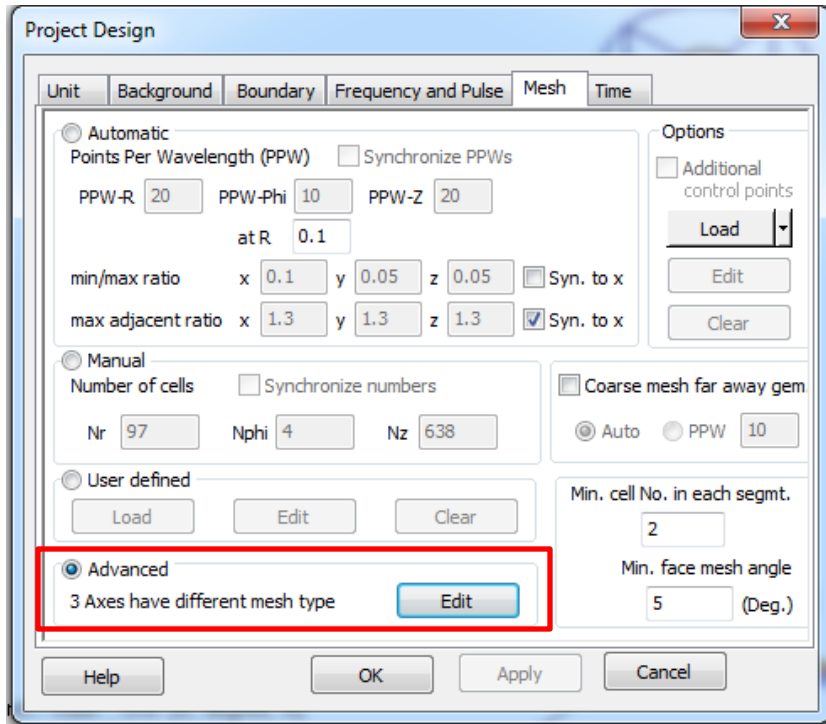 Project Design
Unit Background Boundary Frequency and Pulse Mesh Time
Automatic
Points Per Wavelength (PPW) Synchronize PPWs
PPW-R 20 PPW-Phi 10 PPW-Z 20
at R 0.1
min/max ratio x 0.1 y 0.05 z 0.05 Syn. to x
max adjacent ratio x 1.3 y 1.3 z 1.3 Syn. to x
Options
Additional
control points
Load
Edit
Clear
Manual
Number of cells Synchronize numbers
Nr 97 Nphi 4 Nz 638
Coarse mesh far away gem
Auto PPW 10
User defined
Load Edit Clear
Min. cell No. in each segmt.
2
Min. face mesh angle
5 (Deg.)
Advanced
3 Axes have different mesh type Edit
Help OK Apply Cancel